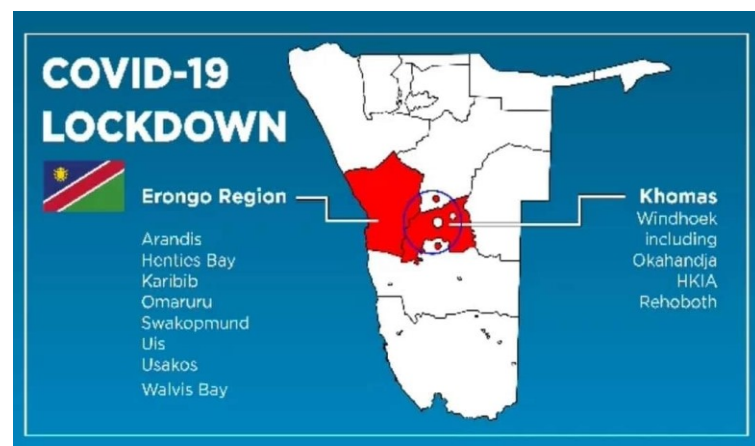 COVID-19
LOCKDOWN
Erongo Region
Arandis
Henties Bay
Karibib
Omaruru
Swakopmund
Uis
Usakos
Walvis Bay
Khomas
Windhoek
including
Okahandja
HKIA
Rehoboth